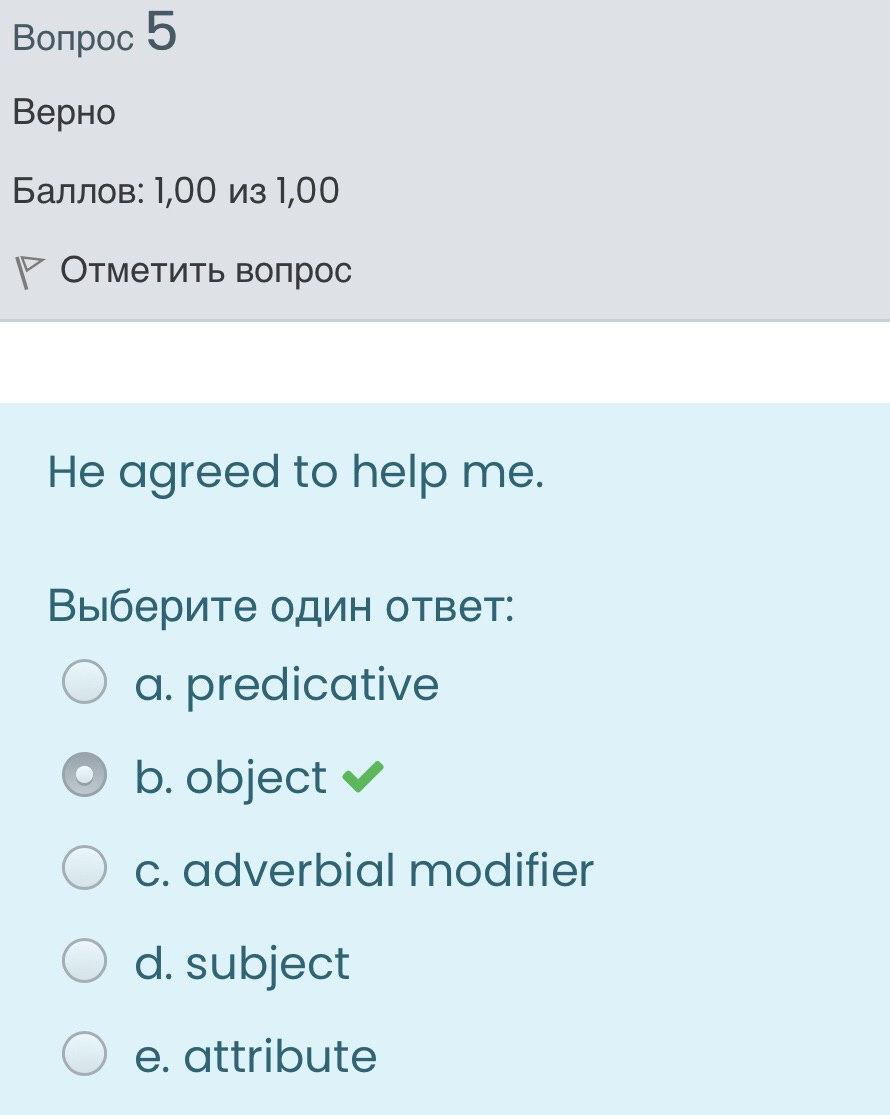 Вопрос 5
Верно
Баллов: 1,00 из 1,00
Отметить вопрос
He agreed to help me.
Выберите один ответ:
a. predicative
b. object
c. adverbial modifier
d. subject
e. attribute